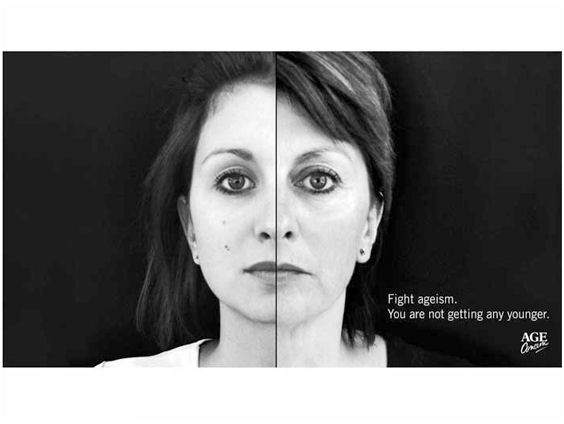 Fight ageism.
You are not getting any younger.
AGE
Concern